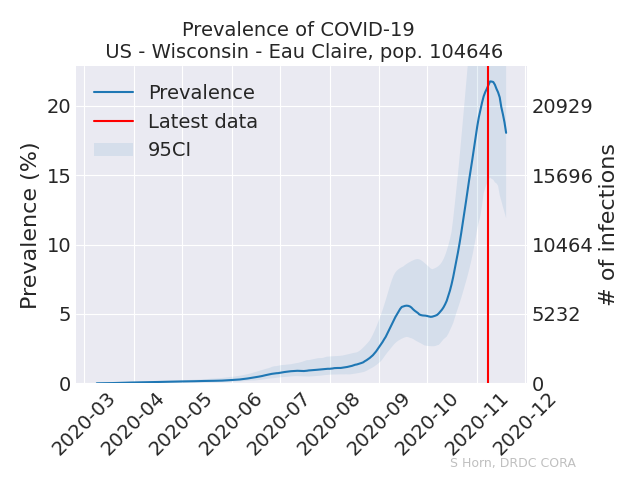 Prevalence of COVID-19
US - Wisconsin - Eau Claire, pop. 104646
Prevalence
Latest data
95CI
Prevalence (%)
20
15
10
5
0
20929
15696
10464
5232
0
# of infections
2020-03
2020-04
2020-05
2020-06
2020-07
2020-08
2020-09
2020-10
2020-11
2020-12
S Horn, DRDC CORA